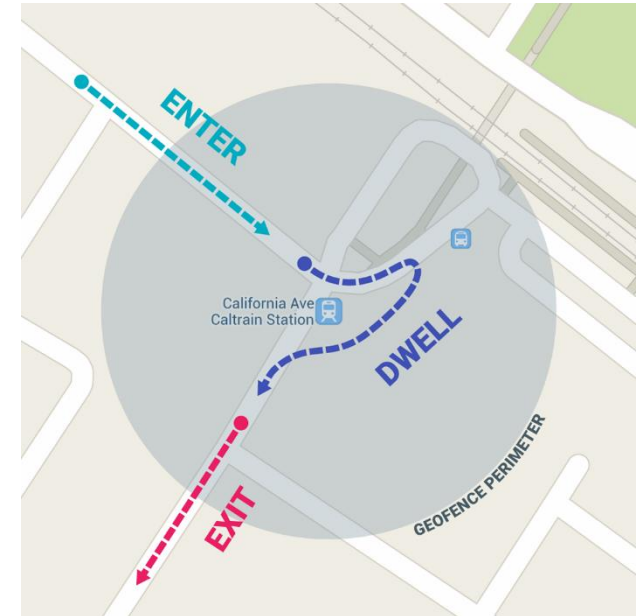 ENTER
California Ave
Caltrain Station
DWELL
GEOFENCE PERIMETER
EXIT